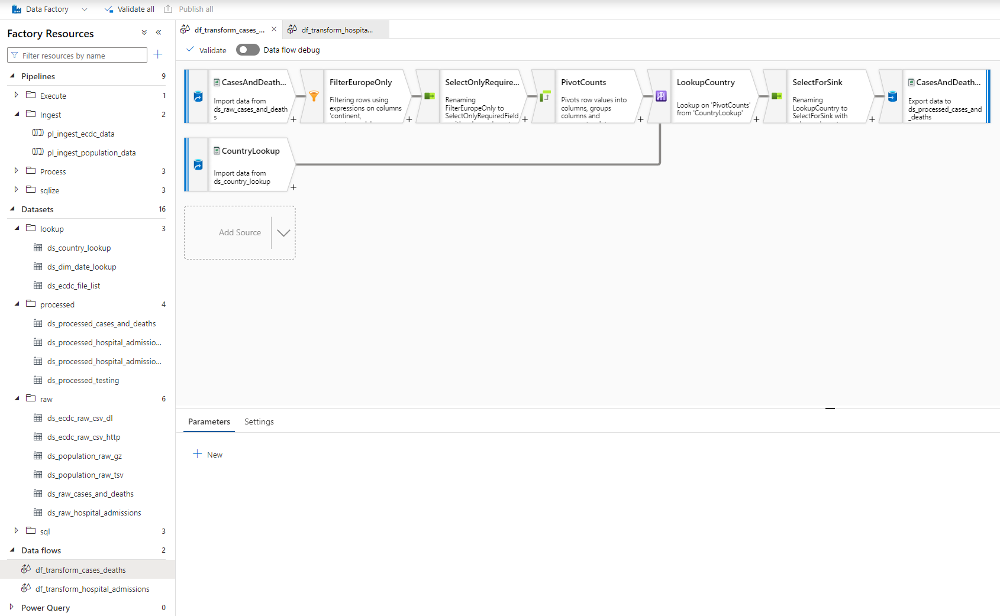 Data Factory
Validate all
Publish all
Factory Resources
Filter resources by name
Pipelines 9
Execute 1
Ingest 2
pl_ingest_ecdc_data
pl_ingest_population_data
Process 3
sqlize 3
Datasets 16
lookup 3
ds_country_lookup
ds_dim_date_lookup
ds_ecdc_file_list
processed 4
ds_processed_cases_and_deaths
ds_processed_hospital_admissio...
ds_processed_hospital_admissio...
ds_processed_testing
raw 6
ds_ecdc_raw_csv_dl
ds_ecdc_raw_csv_http
ds_population_raw_gz
ds_population_raw_tsv
ds_raw_cases_and_deaths
ds_raw_hospital_admissions
sql 3
Data flows 2
df_transform_cases_deaths
df_transform_hospital_admissions
Power Query 0
df_transform_cases_...
df_transform_hospita...
Validate
Data flow debug
CasesAndDeath...
Import data from
ds_raw_cases_and_death
s
FilterEuropeOnly
Filtering rows using
expressions on columns
'continent,
SelectOnlyRequire...
Renaming
FilterEuropeOnly to
SelectOnlyRequiredField
PivotCounts
Pivots row values into
columns, groups
columns and
LookupCountry
Lookup on 'PivotCounts'
from 'CountryLookup'
SelectForSink
Renaming
LookupCountry to
SelectForSink with
CasesAndDeath...
Export data to
ds_processed_cases_and
_deaths
CountryLookup
Import data from
ds_country_lookup
Add Source
Parameters
Settings
New